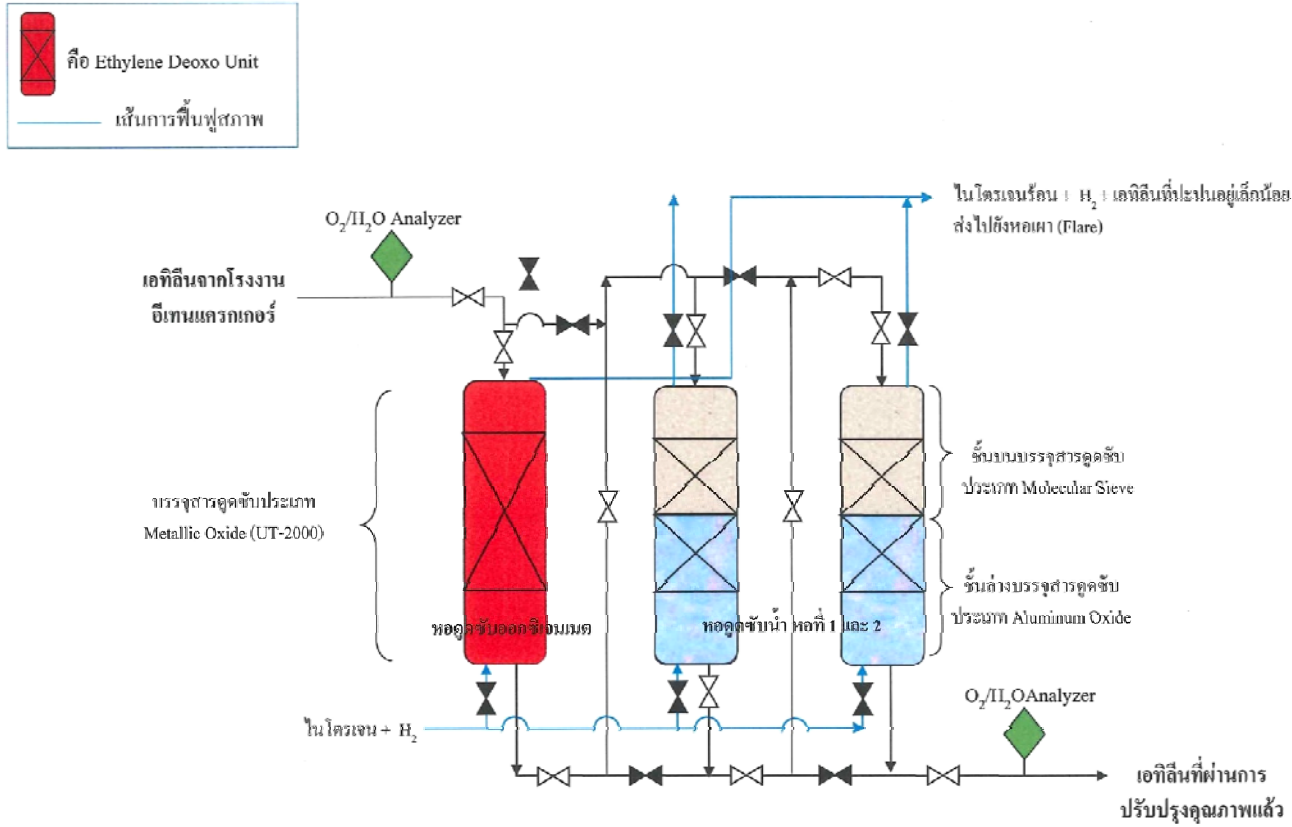 คือ Ethylene Deoxo Unit
เส้นการฟื้นฟูสภาพ
ไนโตรเจนร้อน + H2 + เอทิลีนที่ปะปนอยู่เล็กน้อย
ส่งไปยังหอเผา (Flare)
O2/H2O Analyzer
เอทิลีนจากโรงงาน
อีเทนแครกเกอร์
บรรจุสารดูดซับประเภท
Metallic Oxide (UT-2000)
ชั้นบนบรรจุสารดูดซับ
ประเภท Molecular Sieve
ชั้นล่างบรรจุสารดูดซับ
ประเภท Aluminum Oxide
หอดูดซับออกซิเจนเนต
หอดูดซับน้ำ หอที่ 1 และ 2
O2/H2OAnalyzer
ไนโตรเจน + H2
เอทิลีนที่ผ่านการ
ปรับปรุงคุณภาพแล้ว